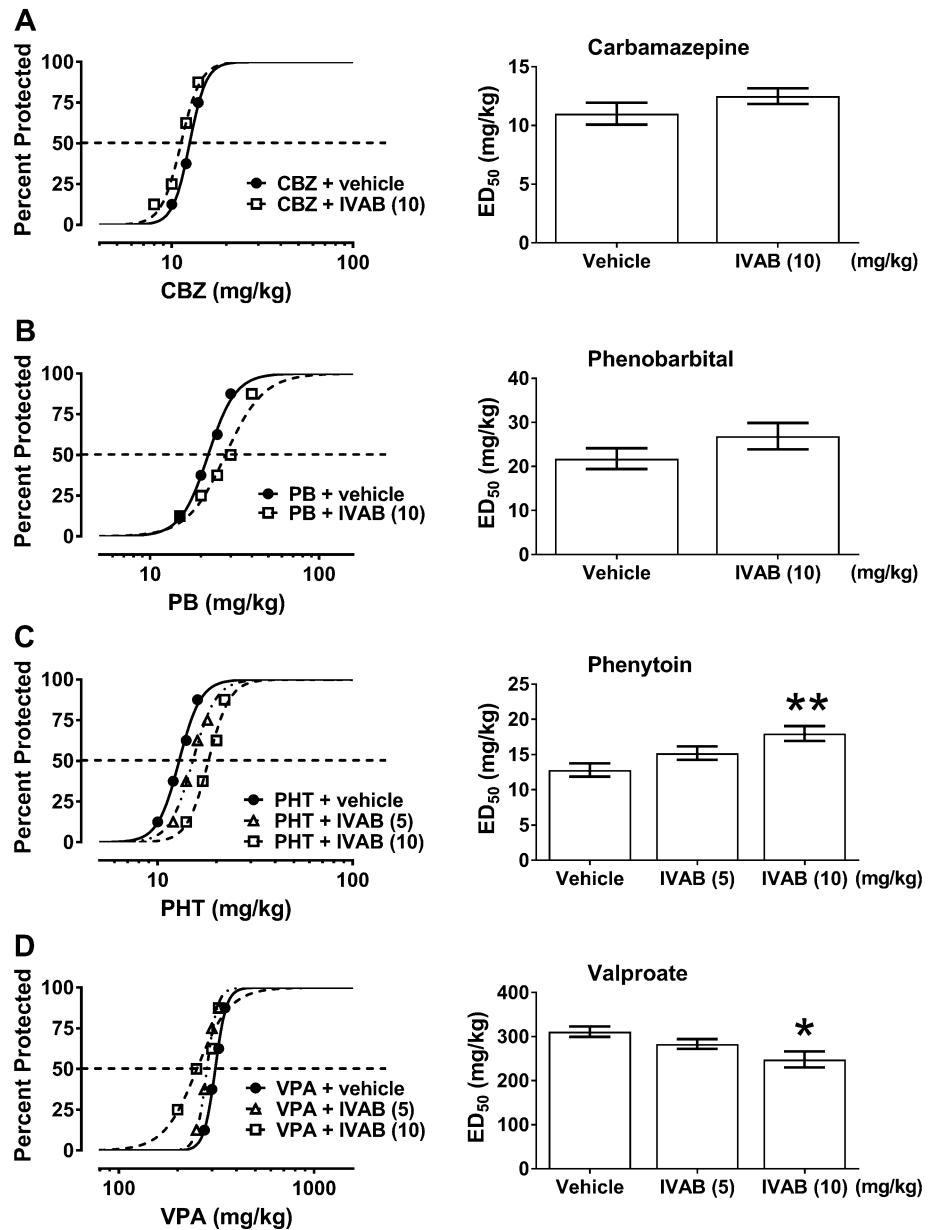 A
Percent Protected
100
75
50
25
0
10
100
CBZ (mg/kg)
CBZ + vehicle
CBZ + IVAB (10)
Carbamazepine
ED50 (mg/kg)
15
10
5
0
Vehicle
IVAB (10)
(mg/kg)
B
Percent Protected
100
75
50
25
0
10
100
PB (mg/kg)
PB + vehicle
PB + IVAB (10)
Phenobarbital
ED50 (mg/kg)
40
30
20
10
0
Vehicle
IVAB (10)
(mg/kg)
C
Percent Protected
100
75
50
25
0
10
100
PHT (mg/kg)
PHT + vehicle
PHT + IVAB (5)
PHT + IVAB (10)
Phenytoin
ED50 (mg/kg)
25
20
15
10
5
0
**
Vehicle
IVAB (5)
IVAB (10)
(mg/kg)
D
Percent Protected
100
75
50
25
0
100
1000
VPA (mg/kg)
VPA + vehicle
VPA + IVAB (5)
VPA + IVAB (10)
Valproate
ED50 (mg/kg)
400
300
200
100
0
*
Vehicle
IVAB (5)
IVAB (10)
(mg/kg)